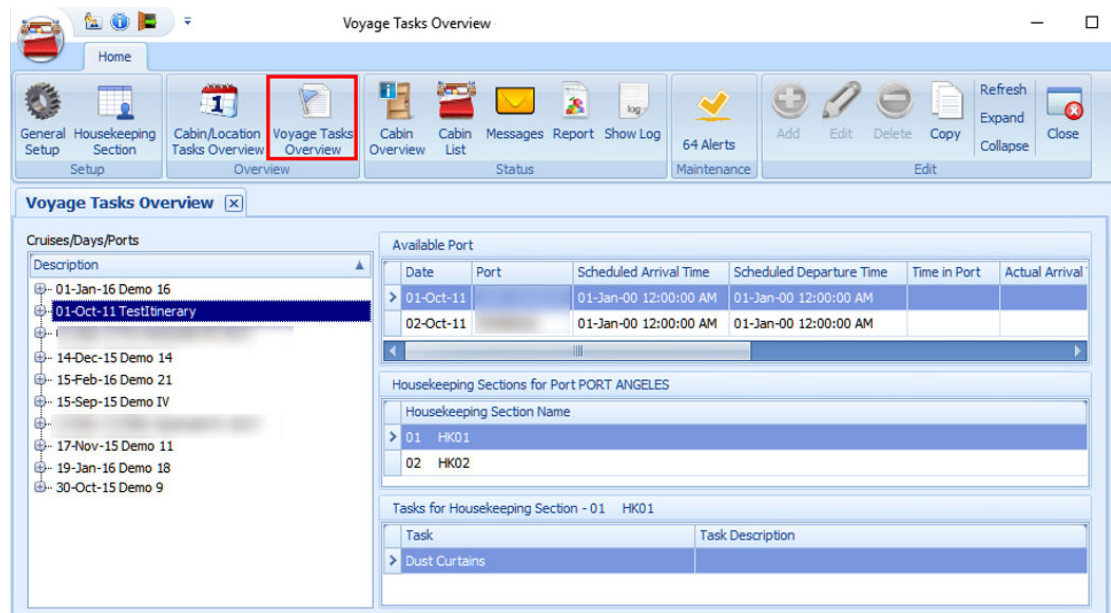 Voyage Tasks Overview
Home
General Setup
Housekeeping Section
Cabin/Location Tasks Overview
Voyage Tasks Overview
Cabin Overview
Cabin List
Messages
Report
log
Show Log
64 Alerts
Add
Edit
Delete
Copy
Refresh
Expand
Collapse
Close
Setup
Overview
Status
Maintenance
Edit
Voyage Tasks Overview
Cruises/Days/Ports
Description
01-Jan-16 Demo 16
01-Oct-11 TestItinerary
14-Dec-15 Demo 14
15-Feb-16 Demo 21
15-Sep-15 Demo IV
17-Nov-15 Demo 11
19-Jan-16 Demo 18
30-Oct-15 Demo 9
Available Port
Date Port Scheduled Arrival Time Scheduled Departure Time Time in Port Actual Arrival
01-Oct-11 01-Jan-00 12:00:00 AM 01-Jan-00 12:00:00 AM
02-Oct-11 01-Jan-00 12:00:00 AM 01-Jan-00 12:00:00 AM
Housekeeping Sections for Port PORT ANGELES
Housekeeping Section Name
01 HK01
02 HK02
Tasks for Housekeeping Section - 01 HK01
Task Task Description
Dust Curtains